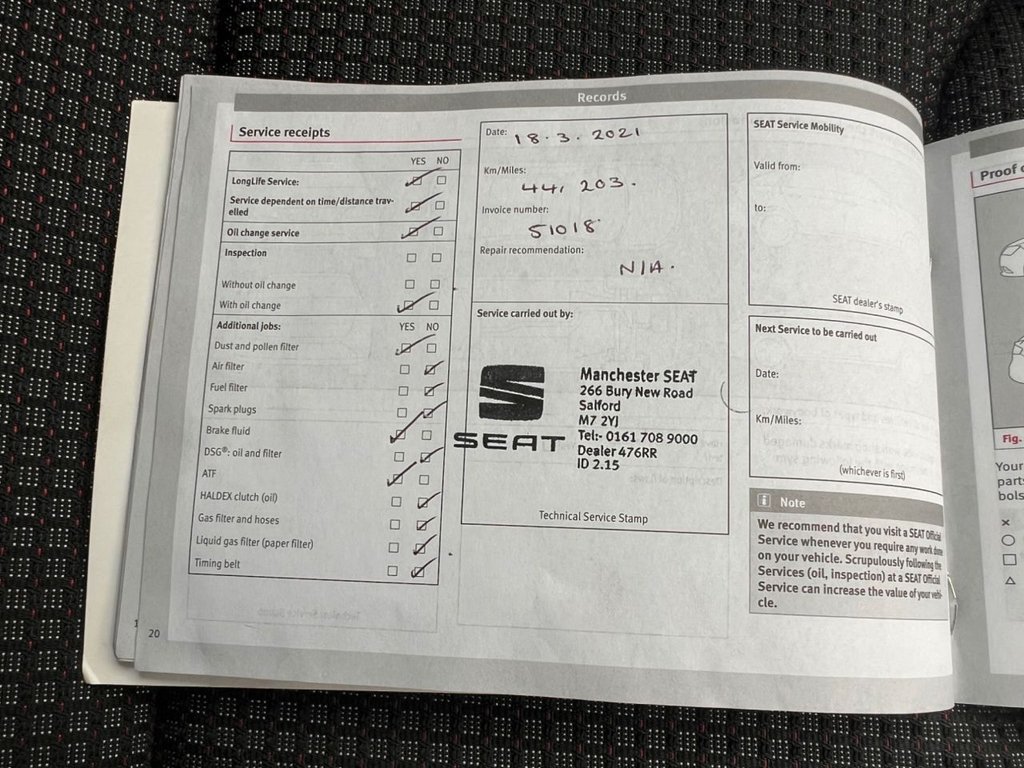 Records
Service receipts
YES NO
LongLife Service:
Service dependent on time/distance trav-
elled
Oil change service
Inspection
Without oil change
With oil change
Additional jobs: YES NO
Dust and pollen filter
Air filter
Fuel filter
Spark plugs
Brake fluid
DSG®: oil and filter
ATF
HALDEX clutch (oil)
Gas filter and hoses
Liquid gas filter (paper filter)
Timing belt
20
Date: 18.3.2021
Km/Miles:
44, 203.
Invoice number:
51018
Repair recommendation:
N/A.
Service carried out by:
SEAT
Manchester SEAT
266 Bury New Road
Salford
M7 2YJ
Tel:- 0161 708 9000
Dealer 476RR
ID 2.15
Technical Service Stamp
SEAT Service Mobility
Valid from:
to:
SEAT dealer's stamp
Next Service to be carried out
Date:
Km/Miles:
(whichever is first)
i Note
We recommend that you visit a SEAT Official
Service whenever you require any work done
on your vehicle. Scrupulously following the
Services (oil, inspection) at a SEAT Official
Service can increase the value of your vehi-
cle.
Proof
Fig.
Your
parts
bols